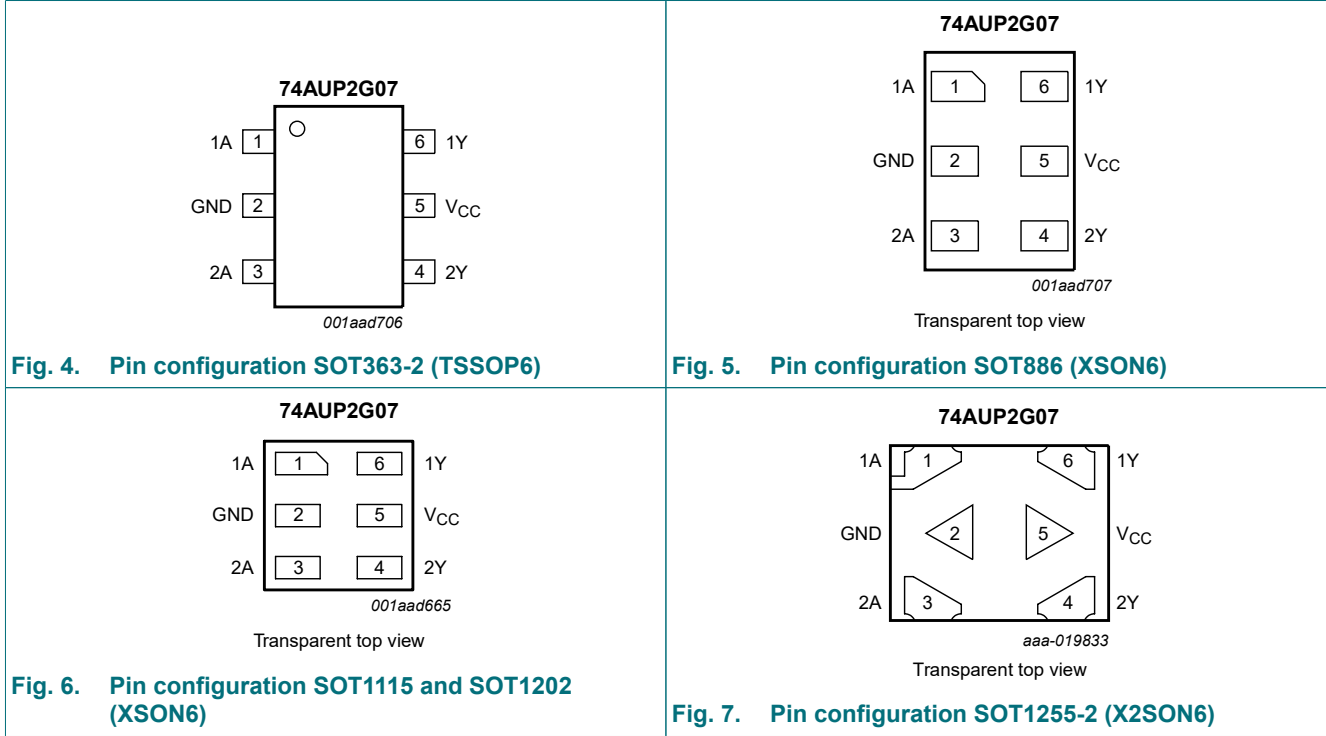 74AUP2G07
1A 1 6 1Y
GND 2 5 VCC
2A 3 4 2Y
001aad706
Fig. 4. Pin configuration SOT363-2 (TSSOP6)
74AUP2G07
1A 1 6 1Y
GND 2 5 VCC
2A 3 4 2Y
001aad707
Transparent top view
Fig. 5. Pin configuration SOT886 (XSON6)
74AUP2G07
1A 1 6 1Y
GND 2 5 VCC
2A 3 4 2Y
001aad665
Transparent top view
Fig. 6. Pin configuration SOT1115 and SOT1202
(XSON6)
74AUP2G07
1A 1 6 1Y
GND 2 5 VCC
2A 3 4 2Y
aaa-019833
Transparent top view
Fig. 7. Pin configuration SOT1255-2 (X2SON6)